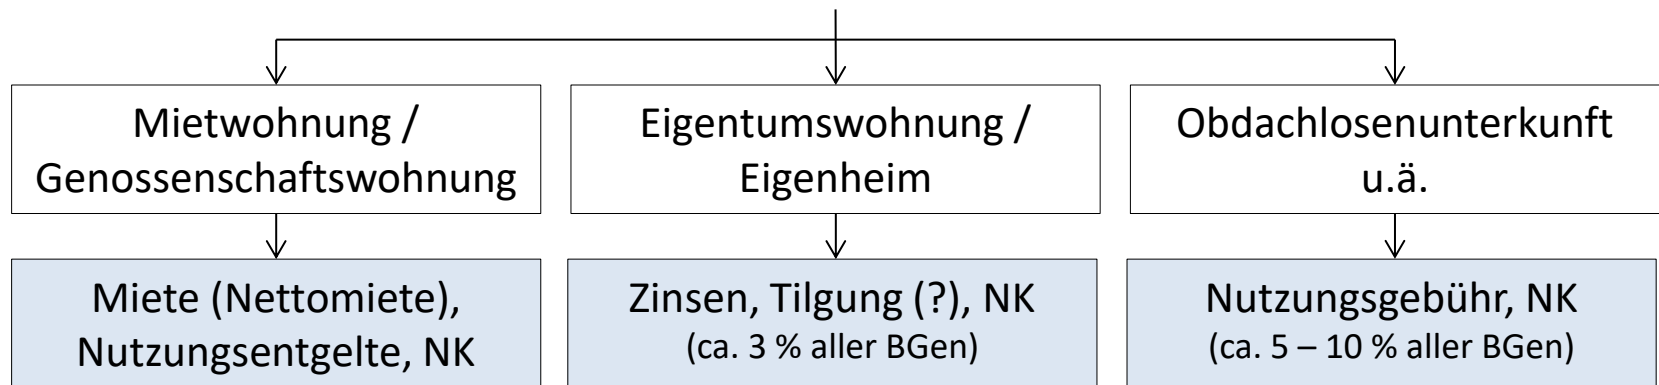 Mietwohnung /
Genossenschaftswohnung
Eigentumswohnung /
Eigenheim
Obdachlosenunterkunft
u.ä.
Miete (Nettomiete),
Nutzungsentgelte, NK
Zinsen, Tilgung (?), NK
(ca. 3 % aller BGen)
Nutzungsgebühr, NK
(ca. 5 – 10 % aller BGen)